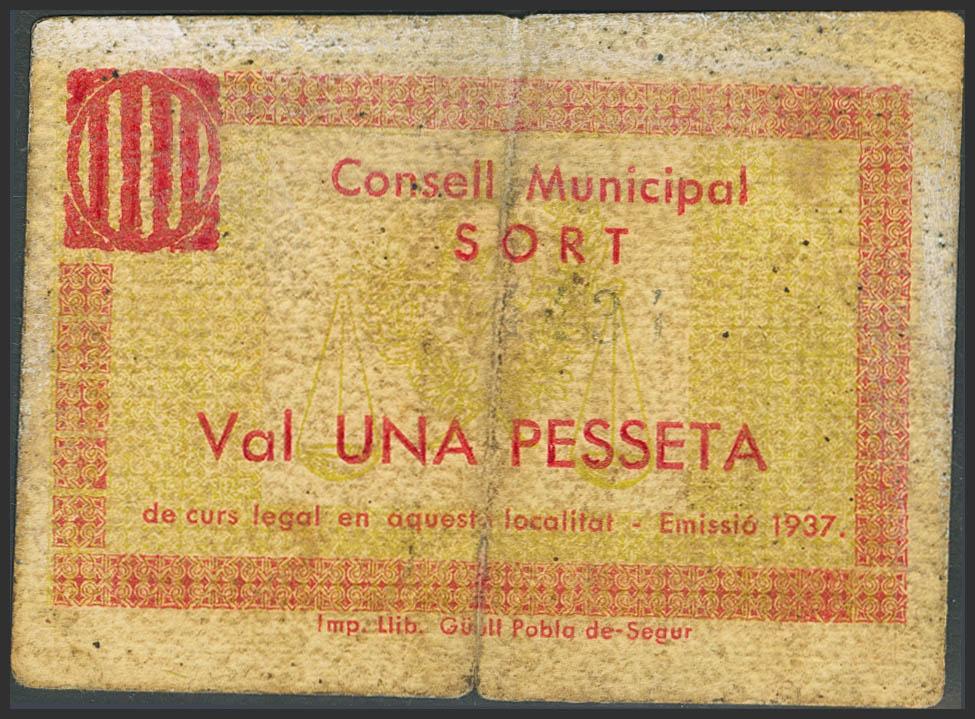 Consell Municipal
SORT
Val UNA PESSETA
de curs legal en aquesta localitat - Emissió 1937.
Imp. Llib. Güell Pobla de-Segur